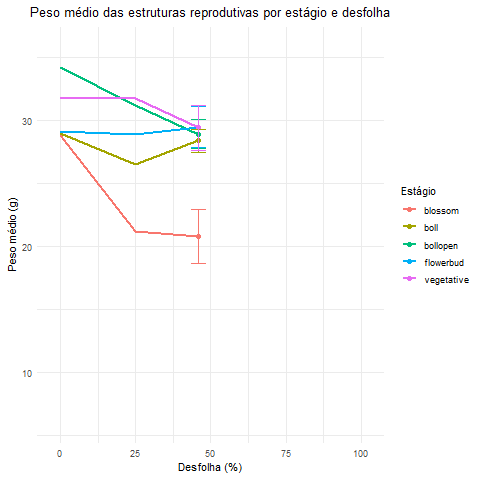 Peso médio das estruturas reprodutivas por estágio e desfolha
Peso médio (g)
30
20
10
0
25
50
75
100
Desfolha (%)
Estágio
blossom
boll
bollopen
flowerbud
vegetative